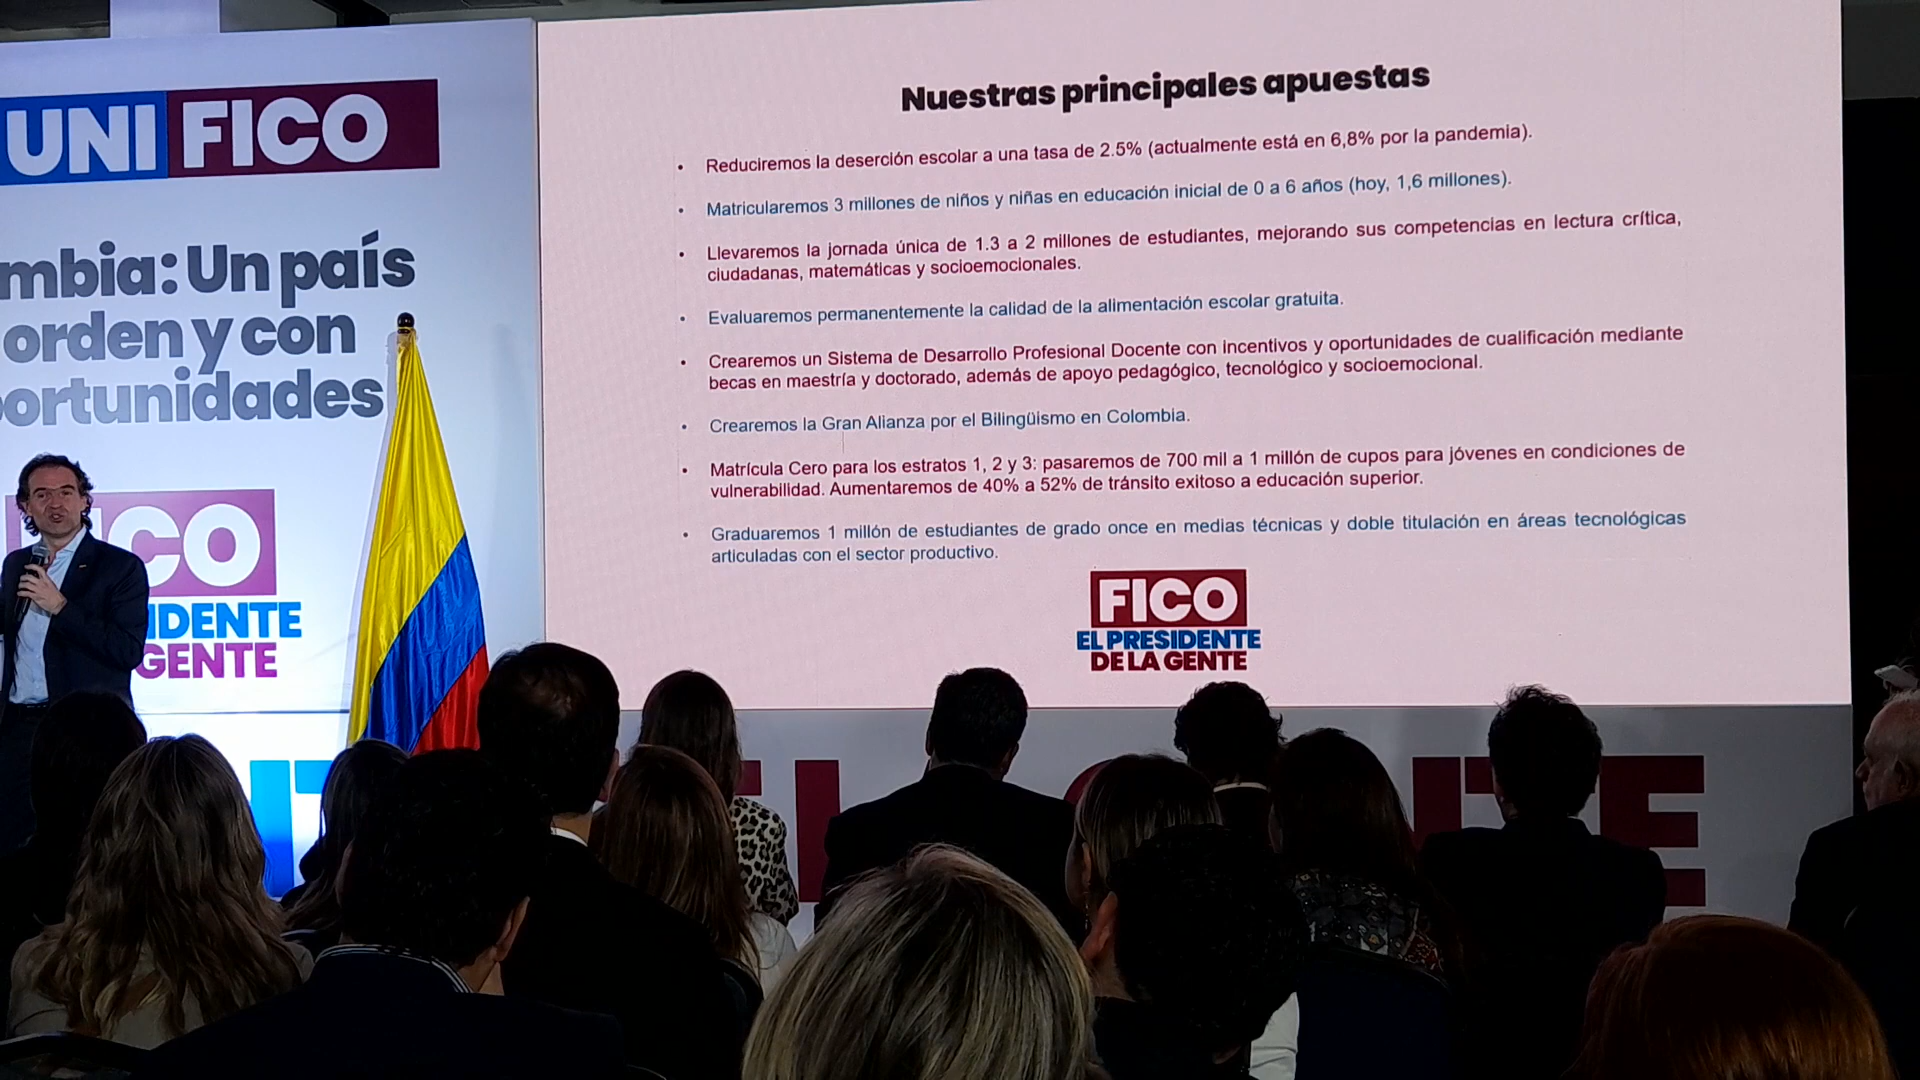 UNI FICO
mbia: Un país
orden y con
ortunidades
ICO
IDENTE
GENTE
Nuestras principales apuestas
• Reduciremos la deserción escolar a una tasa de 2.5% (actualmente está en 6,8% por la pandemia).
• Matricularemos 3 millones de niños y niñas en educación inicial de 0 a 6 años (hoy, 1,6 millones).
• Llevaremos la jornada única de 1.3 a 2 millones de estudiantes, mejorando sus competencias en lectura crítica,
ciudadanas, matemáticas y socioemocionales.
• Evaluaremos permanentemente la calidad de la alimentación escolar gratuita.
• Crearemos un Sistema de Desarrollo Profesional Docente con incentivos y oportunidades de cualificación mediante
becas en maestría y doctorado, además de apoyo pedagógico, tecnológico y socioemocional.
• Crearemos la Gran Alianza por el Bilingüismo en Colombia.
• Matrícula Cero para los estratos 1, 2 y 3: pasaremos de 700 mil a 1 millón de cupos para jóvenes en condiciones de
vulnerabilidad. Aumentaremos de 40% a 52% de tránsito exitoso a educación superior.
• Graduaremos 1 millón de estudiantes de grado once en medias técnicas y doble titulación en áreas tecnológicas
articuladas con el sector productivo.
FICO
EL PRESIDENTE
DE LA GENTE